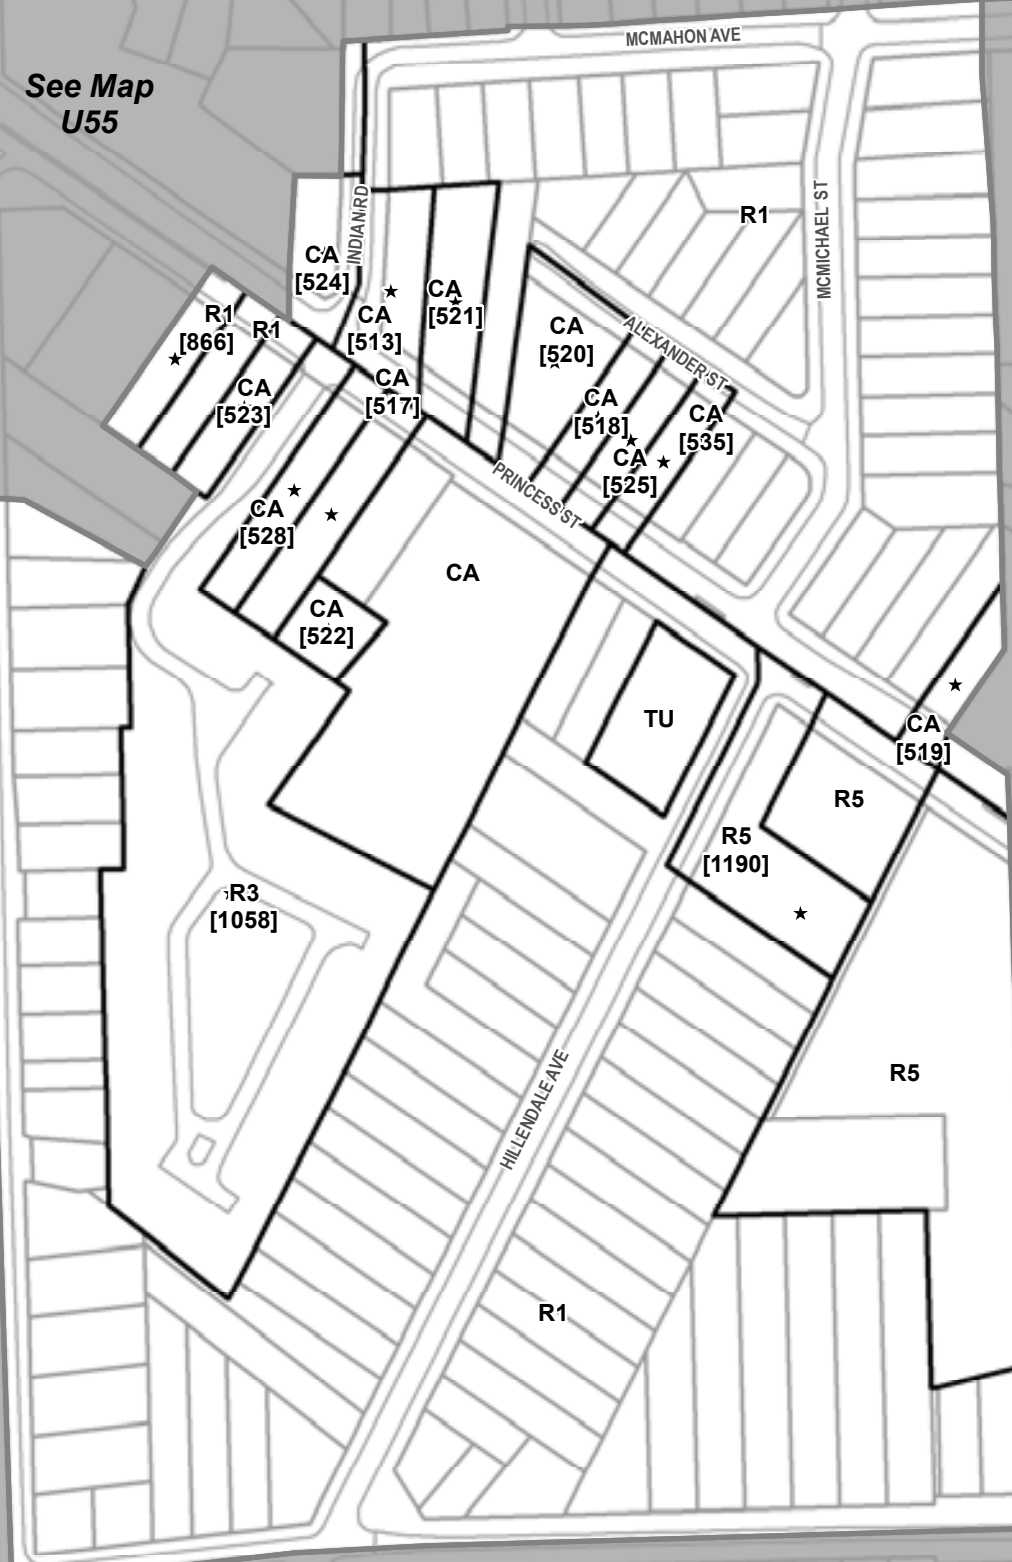 MCMAHON AVE
See Map
U55
INDIAN RD
MCMICHAEL ST
R1
CA
[524]
CA
[521]
R1
[866]
R1
CA
[513]
CA
[520]
ALEXANDER ST
CA
[523]
CA
[517]
CA
[518]
CA
[535]
CA
[525]
PRINCESS ST
CA
[528]
CA
CA
[522]
TU
CA
[519]
R5
R5
[1190]
R3
[1058]
R5
HILLENDALE AVE
R1